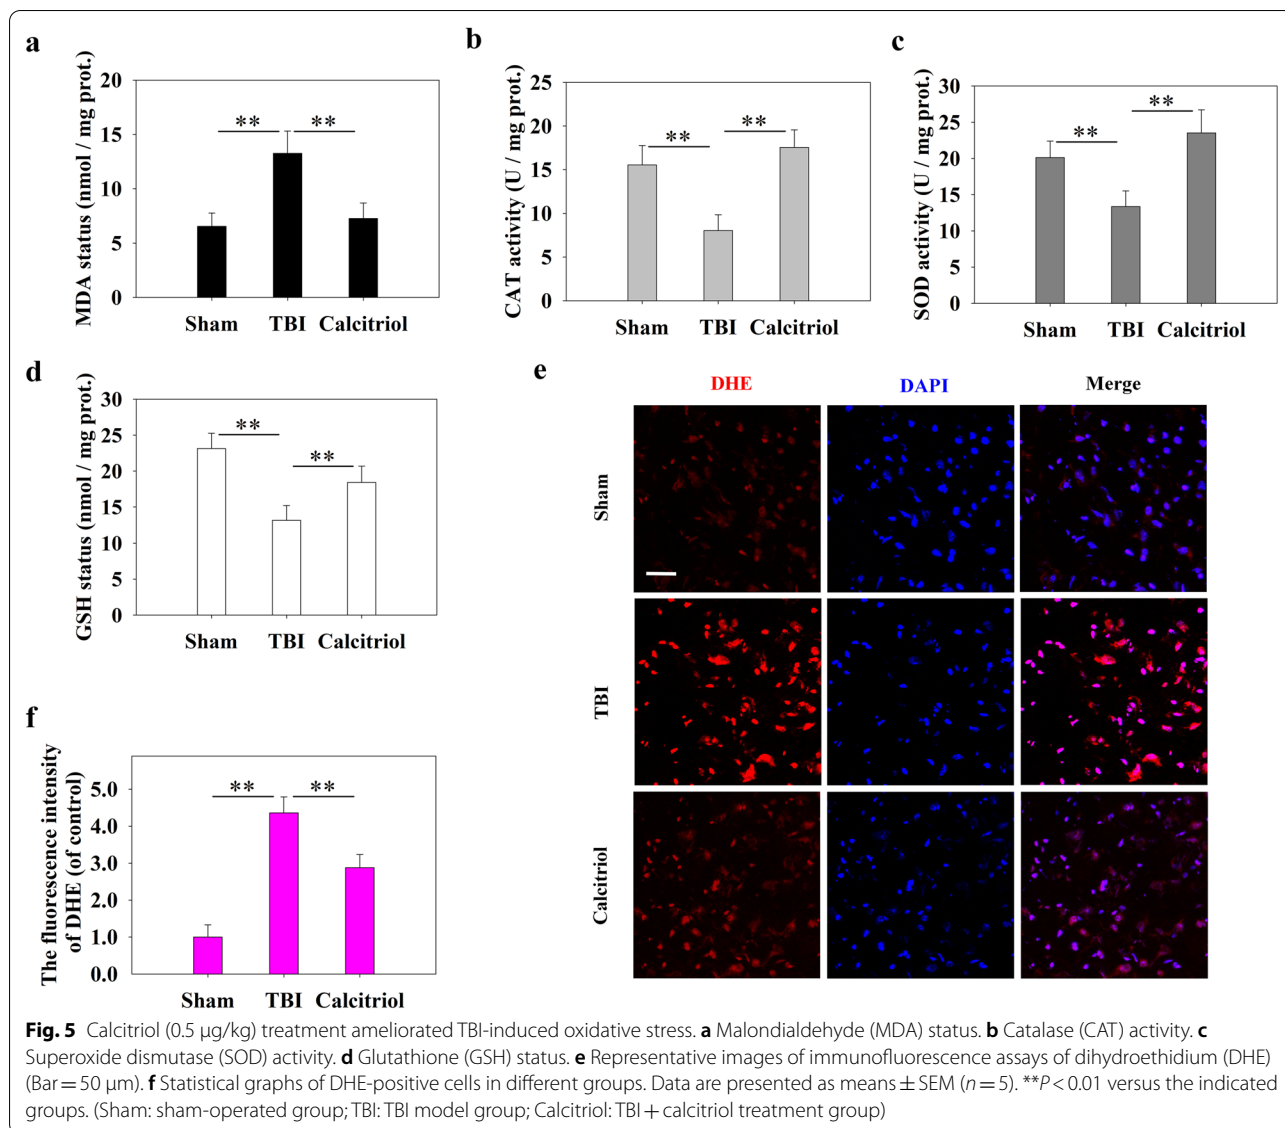 a
MDA status (nmol / mg prot.)
20
15
10
5
0
**
**
Sham TBI Calcitriol
b
CAT activity (U / mg prot.)
25
20
15
10
5
0
**
**
Sham TBI Calcitriol
c
SOD activity (U / mg prot.)
30
25
20
15
10
5
0
**
**
Sham TBI Calcitriol
d
GSH status (nmol / mg prot.)
30
25
20
15
10
5
0
**
**
Sham TBI Calcitriol
e
DHE DAPI Merge
Sham
TBI
Calcitriol
f
The fluorescence intensity
of DHE (of control)
5.0
4.0
3.0
2.0
1.0
0.0
**
**
Sham TBI Calcitriol
Fig. 5 Calcitriol (0.5 μg/kg) treatment ameliorated TBI-induced oxidative stress. a Malondialdehyde (MDA) status. b Catalase (CAT) activity. c
Superoxide dismutase (SOD) activity. d Glutathione (GSH) status. e Representative images of immunofluorescence assays of dihydroethidium (DHE)
(Bar = 50 μm). f Statistical graphs of DHE-positive cells in different groups. Data are presented as means ± SEM (n = 5). **P < 0.01 versus the indicated
groups. (Sham: sham-operated group; TBI: TBI model group; Calcitriol: TBI + calcitriol treatment group)